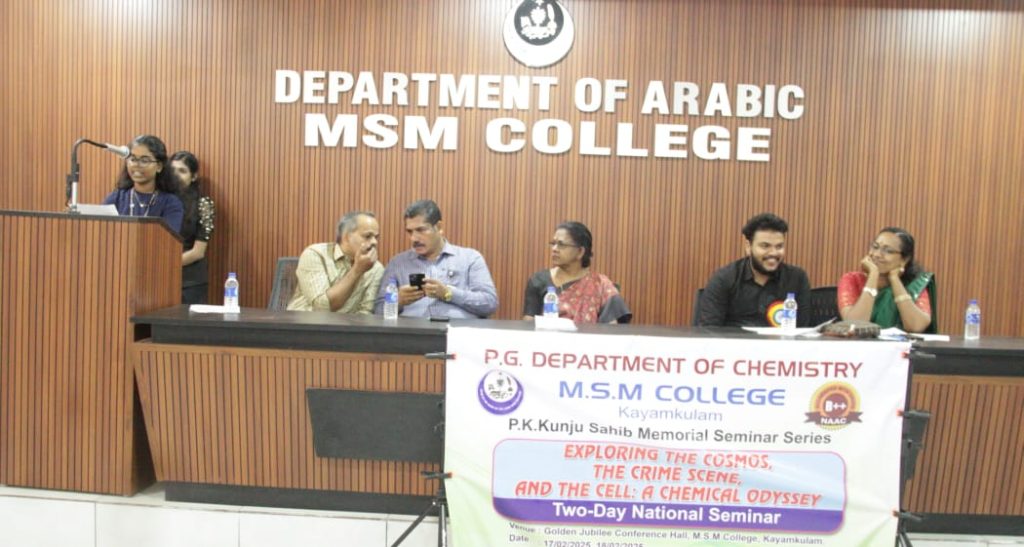 DEPARTMENT OF ARABIC
MSM COLLEGE
P.G. DEPARTMENT OF CHEMISTRY
M.S.M COLLEGE
Kayamkulam
B++
NAAC
P.K.Kunju Sahib Memorial Seminar Series
EXPLORING THE COSMOS,
THE CRIME SCENE,
AND THE CELL: A CHEMICAL ODYSSEY
Two-Day National Seminar
Venue : Golden Jubilee Conference Hall, M.S.M.College, Kayamkulam
Date : 17/02/2025, 18/02/2025